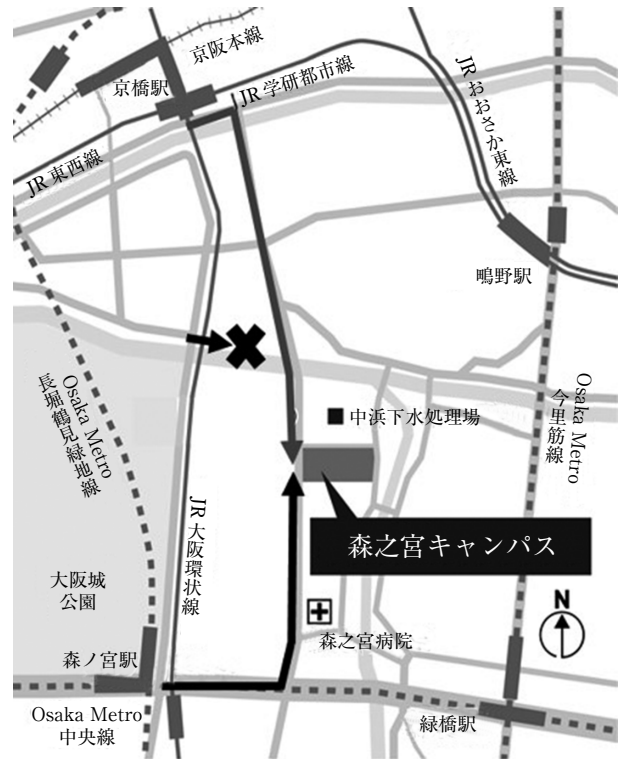 京阪本線
京橋駅
JR学研都市線
JRおおさか東線
JR東西線
鴫野駅
Osaka Metro
長堀鶴見緑地線
Osaka Metro
今里筋線
中浜下水処理場
JR大阪環状線
森之宮キャンパス
大阪城
公園
N
森之宮病院
森ノ宮駅
Osaka Metro
中央線
緑橋駅